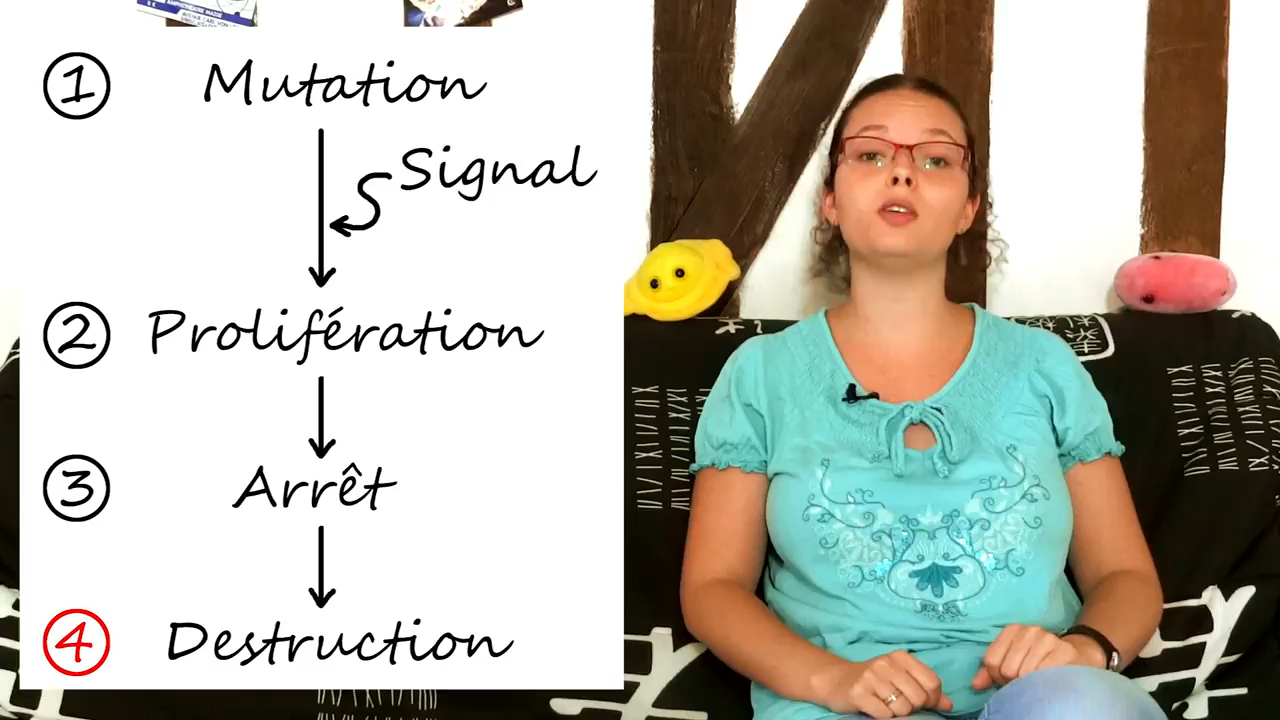 ① Mutation
Signal
② Prolifération
③ Arrêt
④ Destruction